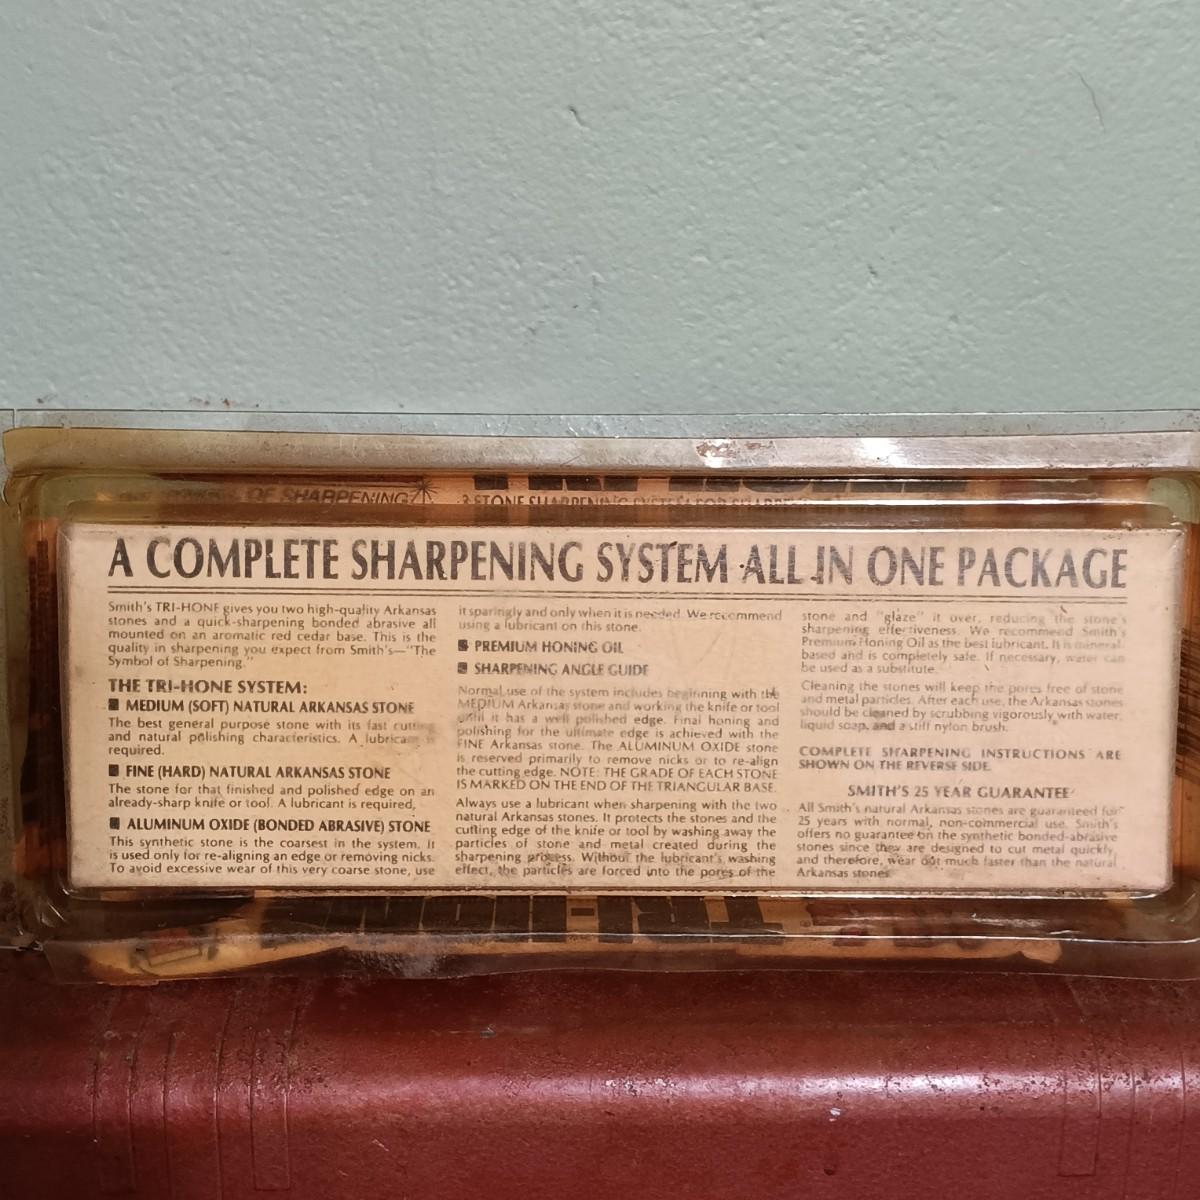 OF SHARPENING
3 STONE SHARPENING SYSTEM FOR
A COMPLETE SHARPENING SYSTEM ALL IN ONE PACKAGE
Smith's TRI-HONE gives you two high-quality Arkansas
stones and a quick-sharpening bonded abrasive all
mounted on an aromatic red cedar base. This is the
quality in sharpening you expect from Smith's—"The
Symbol of Sharpening."
THE TRI-HONE SYSTEM:
■ MEDIUM (SOFT) NATURAL ARKANSAS STONE
The best general purpose stone with its fast cutting
and natural polishing characteristics. A lubricant is
required.
■ FINE (HARD) NATURAL ARKANSAS STONE
The stone for that finished and polished edge on an
already-sharp knife or tool. A lubricant is required,
■ ALUMINUM OXIDE (BONDED ABRASIVE) STONE
This synthetic stone is the coarsest in the system. It
is used only for re-aligning an edge or removing nicks.
To avoid excessive wear of this very coarse stone, use
it sparingly and only when it is needed. We recommend
using a lubricant on this stone.
■ PREMIUM HONING OIL
■ SHARPENING ANGLE GUIDE
Normal use of the system includes beginning with the
MEDIUM Arkansas stone and working the knife or tool
until it has a well polished edge. Final honing and
polishing for the ultimate edge is achieved with the
FINE Arkansas stone. The ALUMINUM OXIDE stone
is reserved primarily to remove nicks or to re-align
the cutting edge. NOTE: THE GRADE OF EACH STONE
IS MARKED ON THE END OF THE TRIANGULAR BASE.
Always use a lubricant when sharpening with the two
natural Arkansas stones. It protects the stones and the
cutting edge of the knife or tool by washing away the
particles of stone and metal created during the
sharpening process. Without the lubricant's washing
effect, the particles are forced into the pores of the
stone and "glaze" it over, reducing the stone's
sharpening effectiveness. We recommend Smith's
Premium Honing Oil as the best lubricant. It is mineral
based and is completely safe. If necessary, water can
be used as a substitute.
Cleaning the stones will keep the pores free of stone
and metal particles. After each use, the Arkansas stones
should be cleaned by scrubbing vigorously with water,
liquid soap, and a stiff nylon brush.
COMPLETE SHARPENING INSTRUCTIONS ARE
SHOWN ON THE REVERSE SIDE.
SMITH'S 25 YEAR GUARANTEE
All Smith's natural Arkansas stones are guaranteed for
25 years with normal, non-commercial use. Smith's
offers no guarantee on the synthetic bonded-abrasive
stones since they are designed to cut metal quickly,
and therefore, wear out much faster than the natural
Arkansas stones.
TRI-HONE